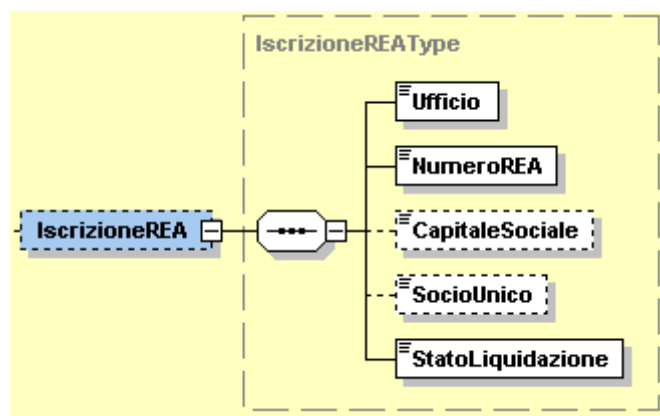 IscrizioneREAType
Ufficio
NumeroREA
IscrizioneREA
CapitaleSociale
SocioUnico
StatoLiquidazione